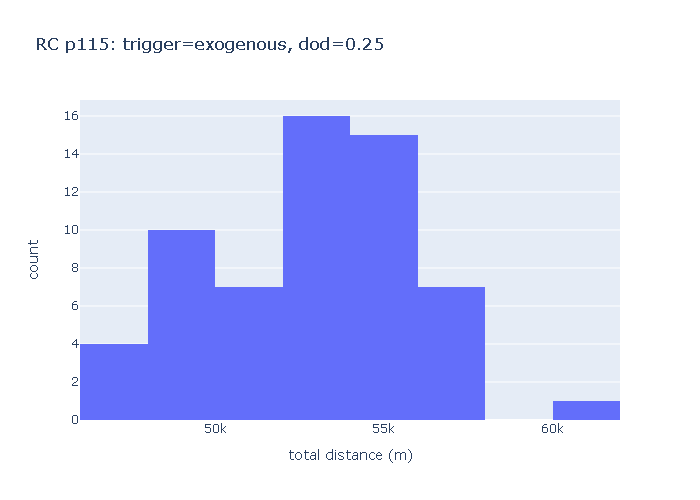 RC p115: trigger=exogenous, dod=0.25
16
14
12
10
8
6
4
2
0
count
50k
55k
60k
total distance (m)